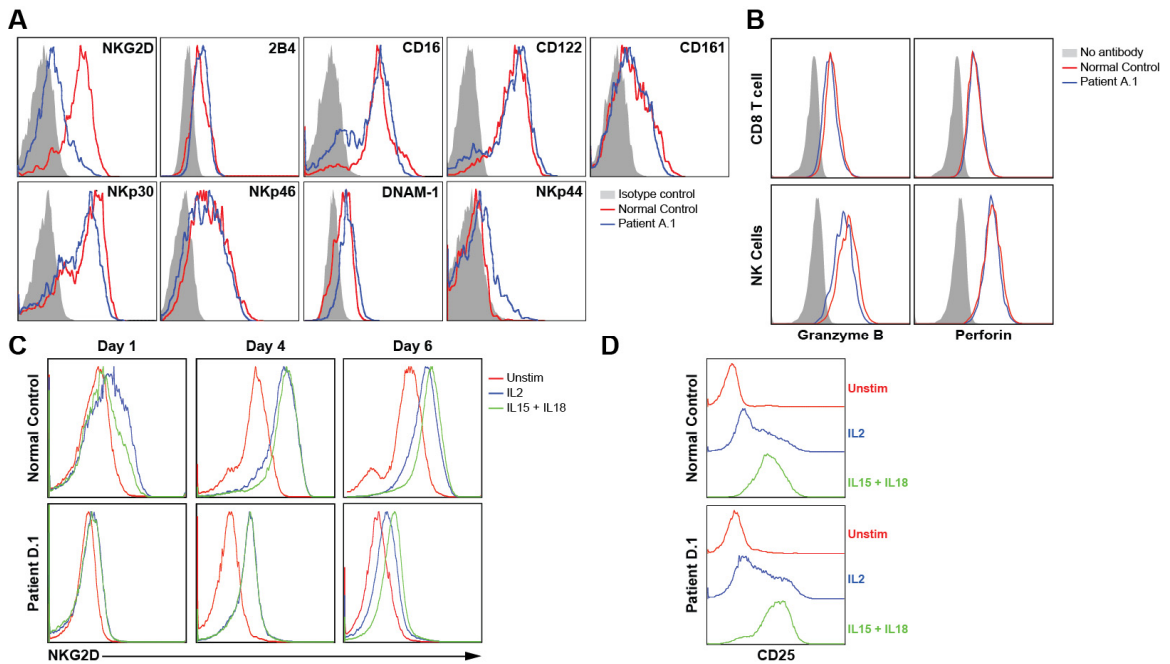 A
NKG2D
2B4
CD16
CD122
CD161
NKp30
NKp46
DNAM-1
NKp44
Isotype control
Normal Control
Patient A.1
B
No antibody
Normal Control
Patient A.1
CD8 T cell
NK Cells
Granzyme B
Perforin
C
Day 1
Day 4
Day 6
Unstim
IL2
IL15 + IL18
Normal Control
Patient D.1
NKG2D
D
Normal Control
Unstim
IL2
IL15 + IL18
Patient D.1
Unstim
IL2
IL15 + IL18
CD25